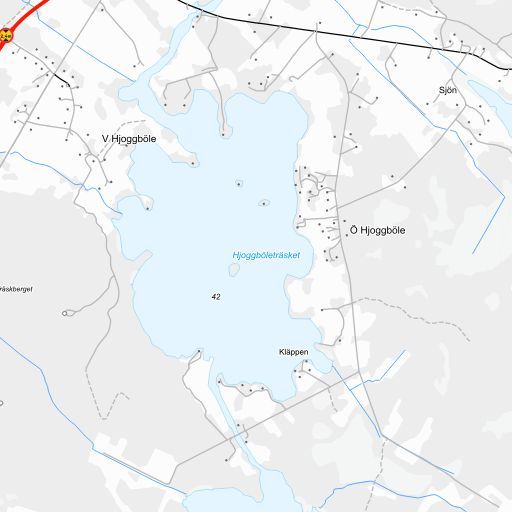 Sjön
V Hjoggböle
Ö Hjoggböle
Hjoggböleträsket
räskberget
42
Kläppen